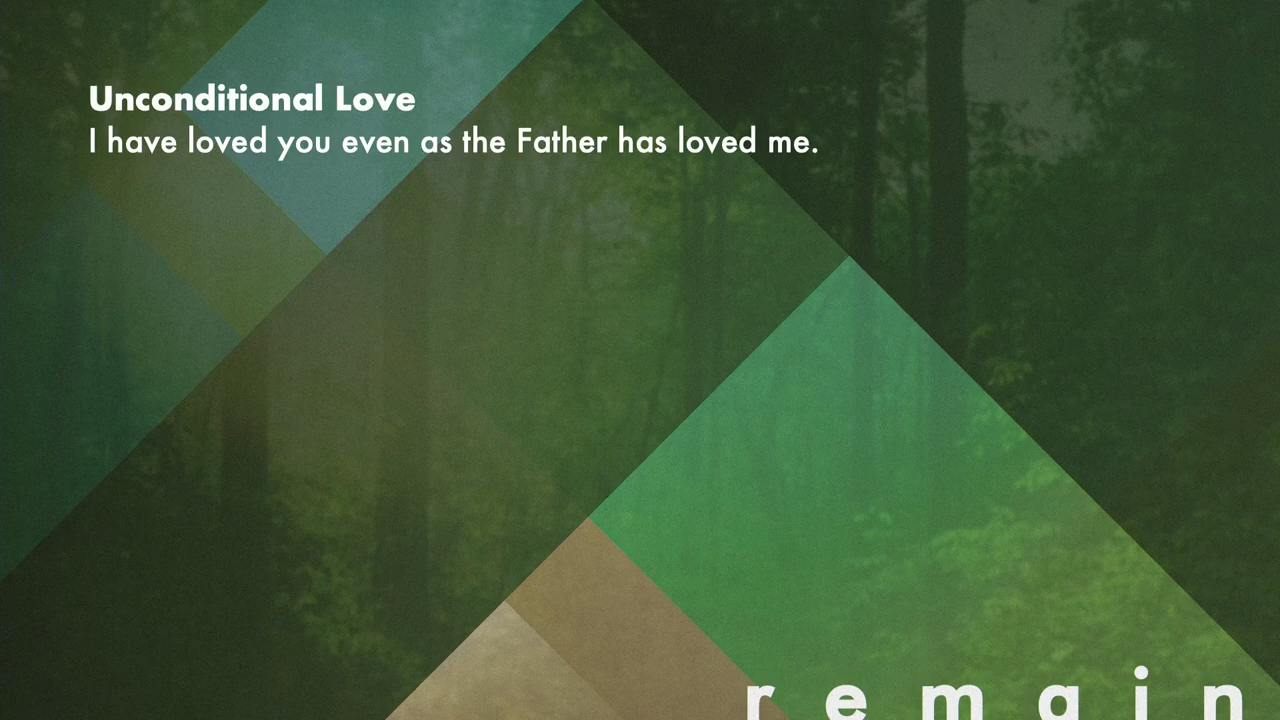 Unconditional Love
I have loved you even as the Father has loved me.
remain